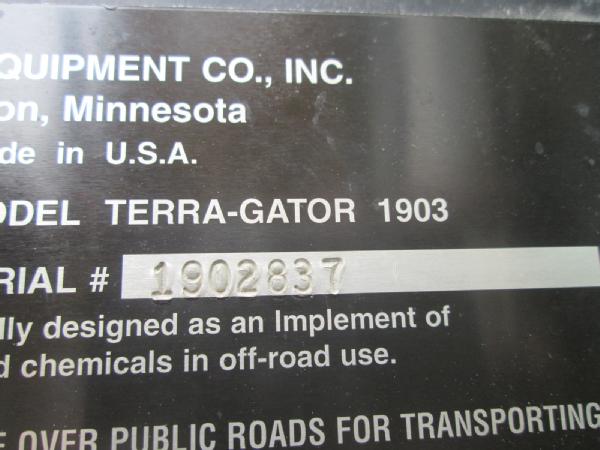 QUIPMENT CO., INC.
on, Minnesota
de in U.S.A.
ODEL TERRA-GATOR 1903
RIAL # 1902837
lly designed as an Implement of
d chemicals in off-road use.
E OVER PUBLIC ROADS FOR TRANSPORTING